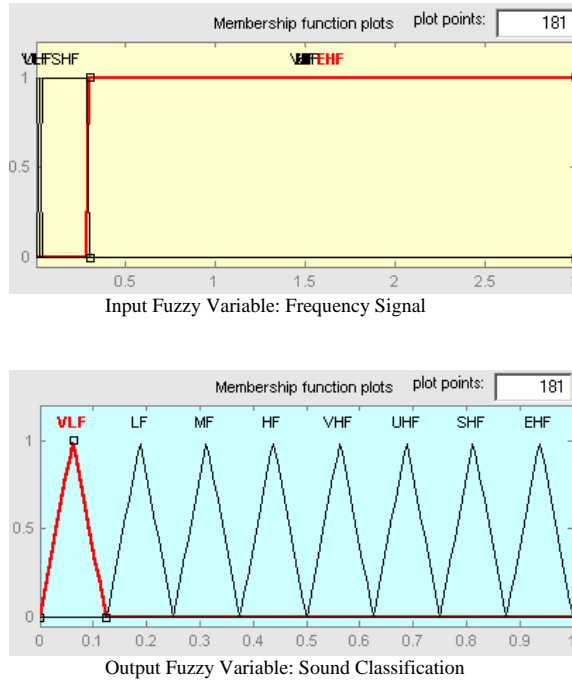 Membership function plots plot points: 181
SHF EHF
1
0.5
0
0.5 1 1.5 2 2.5
Input Fuzzy Variable: Frequency Signal
Membership function plots plot points: 181
VLF LF MF HF VHF UHF SHF EHF
1
0.5
0
0 0.1 0.2 0.3 0.4 0.5 0.6 0.7 0.8 0.9
Output Fuzzy Variable: Sound Classification